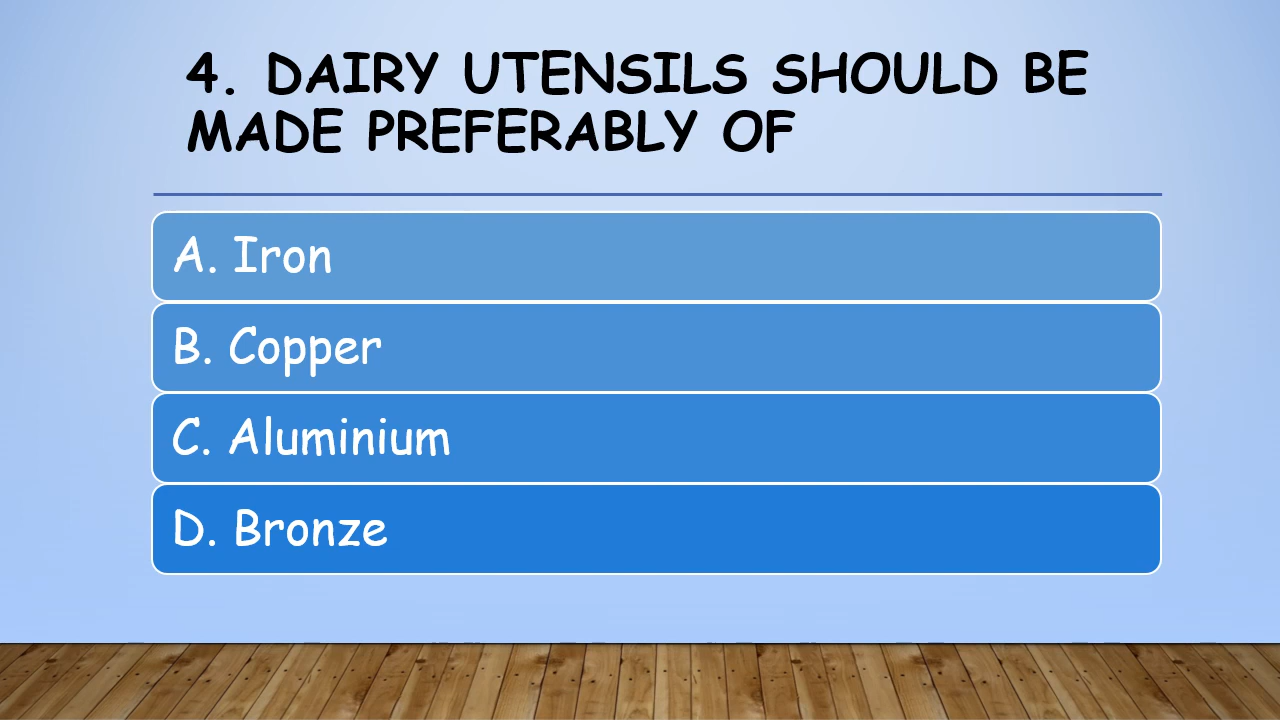 4. DAIRY UTENSILS SHOULD BE
MADE PREFERABLY OF
A. Iron
B. Copper
C. Aluminium
D. Bronze